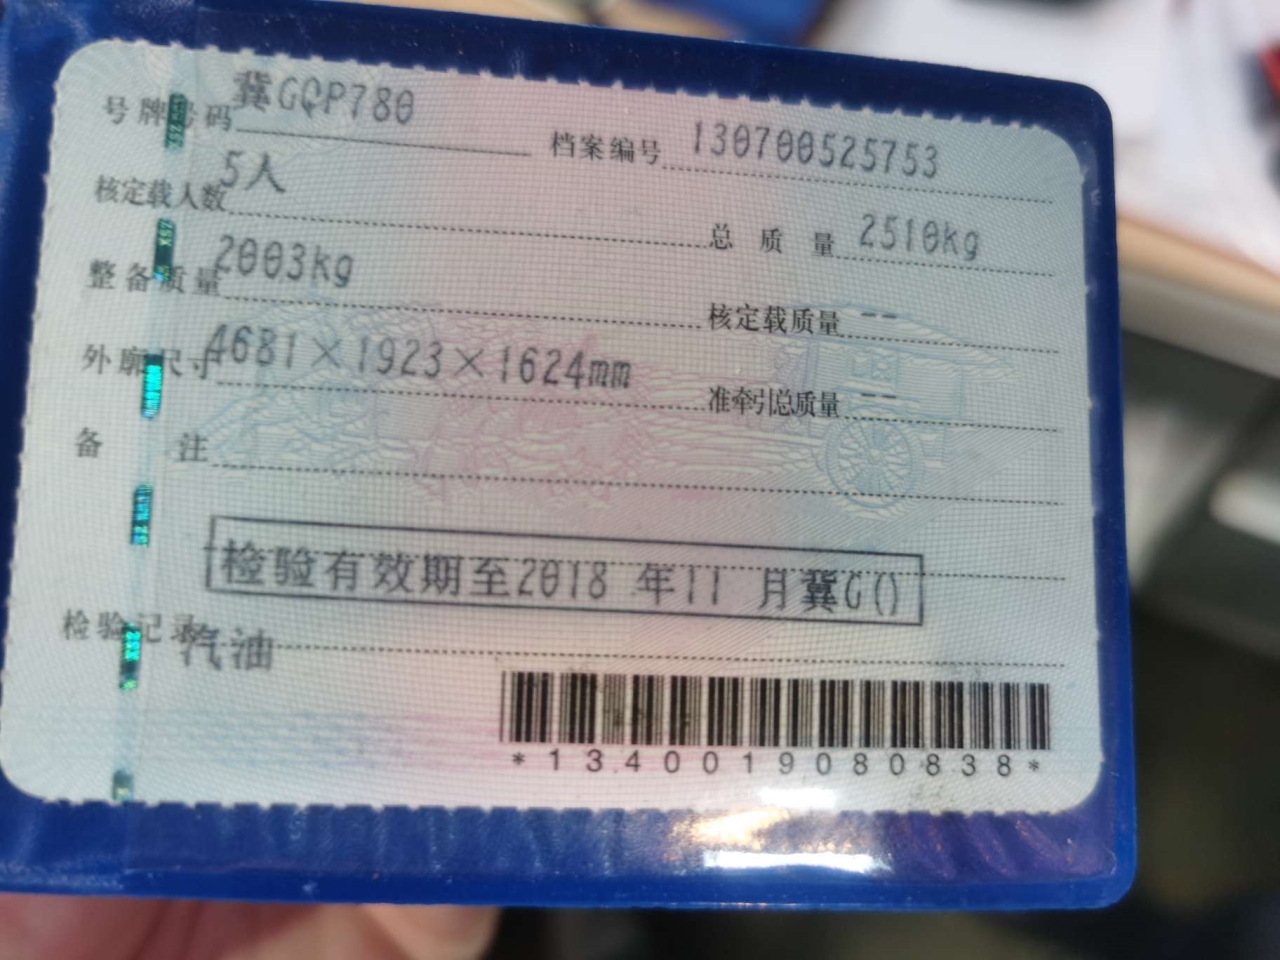 号牌号码 冀GQP780 档案编号 130700525753
核定载人数 5人 总质量 2510kg
整备质量 2003kg 核定载质量 --
外廓尺寸 4681×1923×1624mm 准牵引总质量 --
备注
检验有效期至2018 年11 月冀G()
检验记录 汽油
*1340019080838*